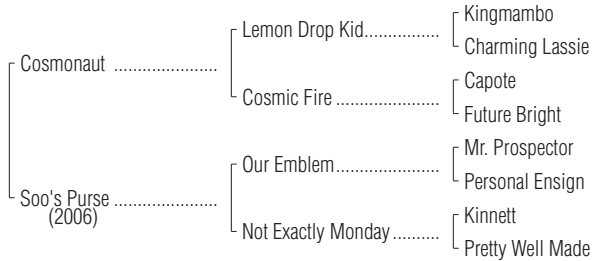 Kingmambo
Lemon Drop Kid.................
Charming Lassie
Cosmonaut .......................
Capote
Cosmic Fire .......................
Future Bright
Mr. Prospector
Our Emblem.......................
Personal Ensign
Soo's Purse .......................
(2006)
Kinnett
Not Exactly Monday..........
Pretty Well Made